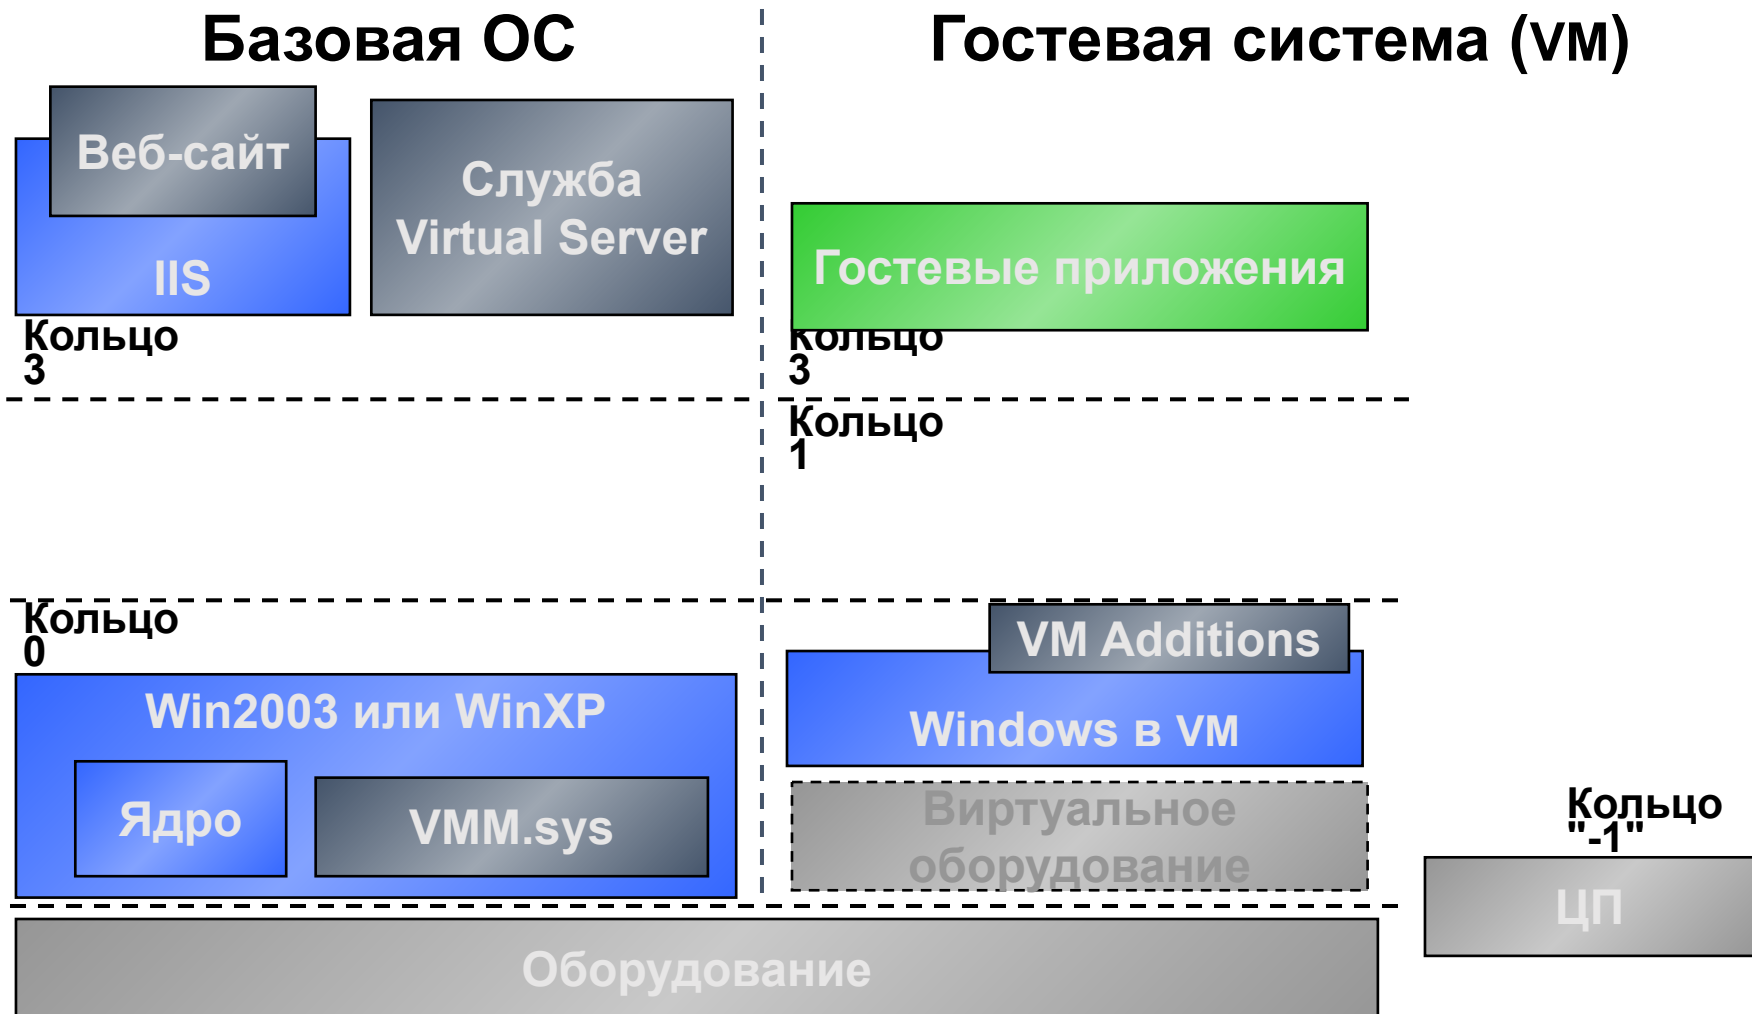 Базовая ОС
Гостевая система (VM)
Веб-сайт
IIS
Служба
Virtual Server
Гостевые приложения
Кольцо
3
Кольцо
3
Кольцо
1
Кольцо
0
VM Additions
Win2003 или WinXP
Windows в VM
Ядро
VMM.sys
Виртуальное
оборудование
Кольцо
"-1"
ЦП
Оборудование